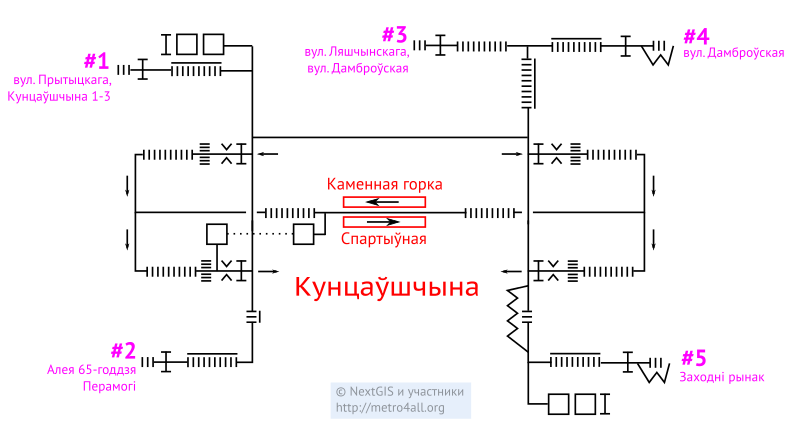 #1
вул. Прытыцкага,
Кунцаўшчына 1-3
#3
вул. Ляшчынскага,
вул. Дамброўская
#4
вул. Дамброўская
Каменная горка
Спартыўная
Кунцаўшчына
#2
Алея 65-годдзя
Перамогі
#5
Заходні рынак
© NextGIS и участники
http://metro4all.org